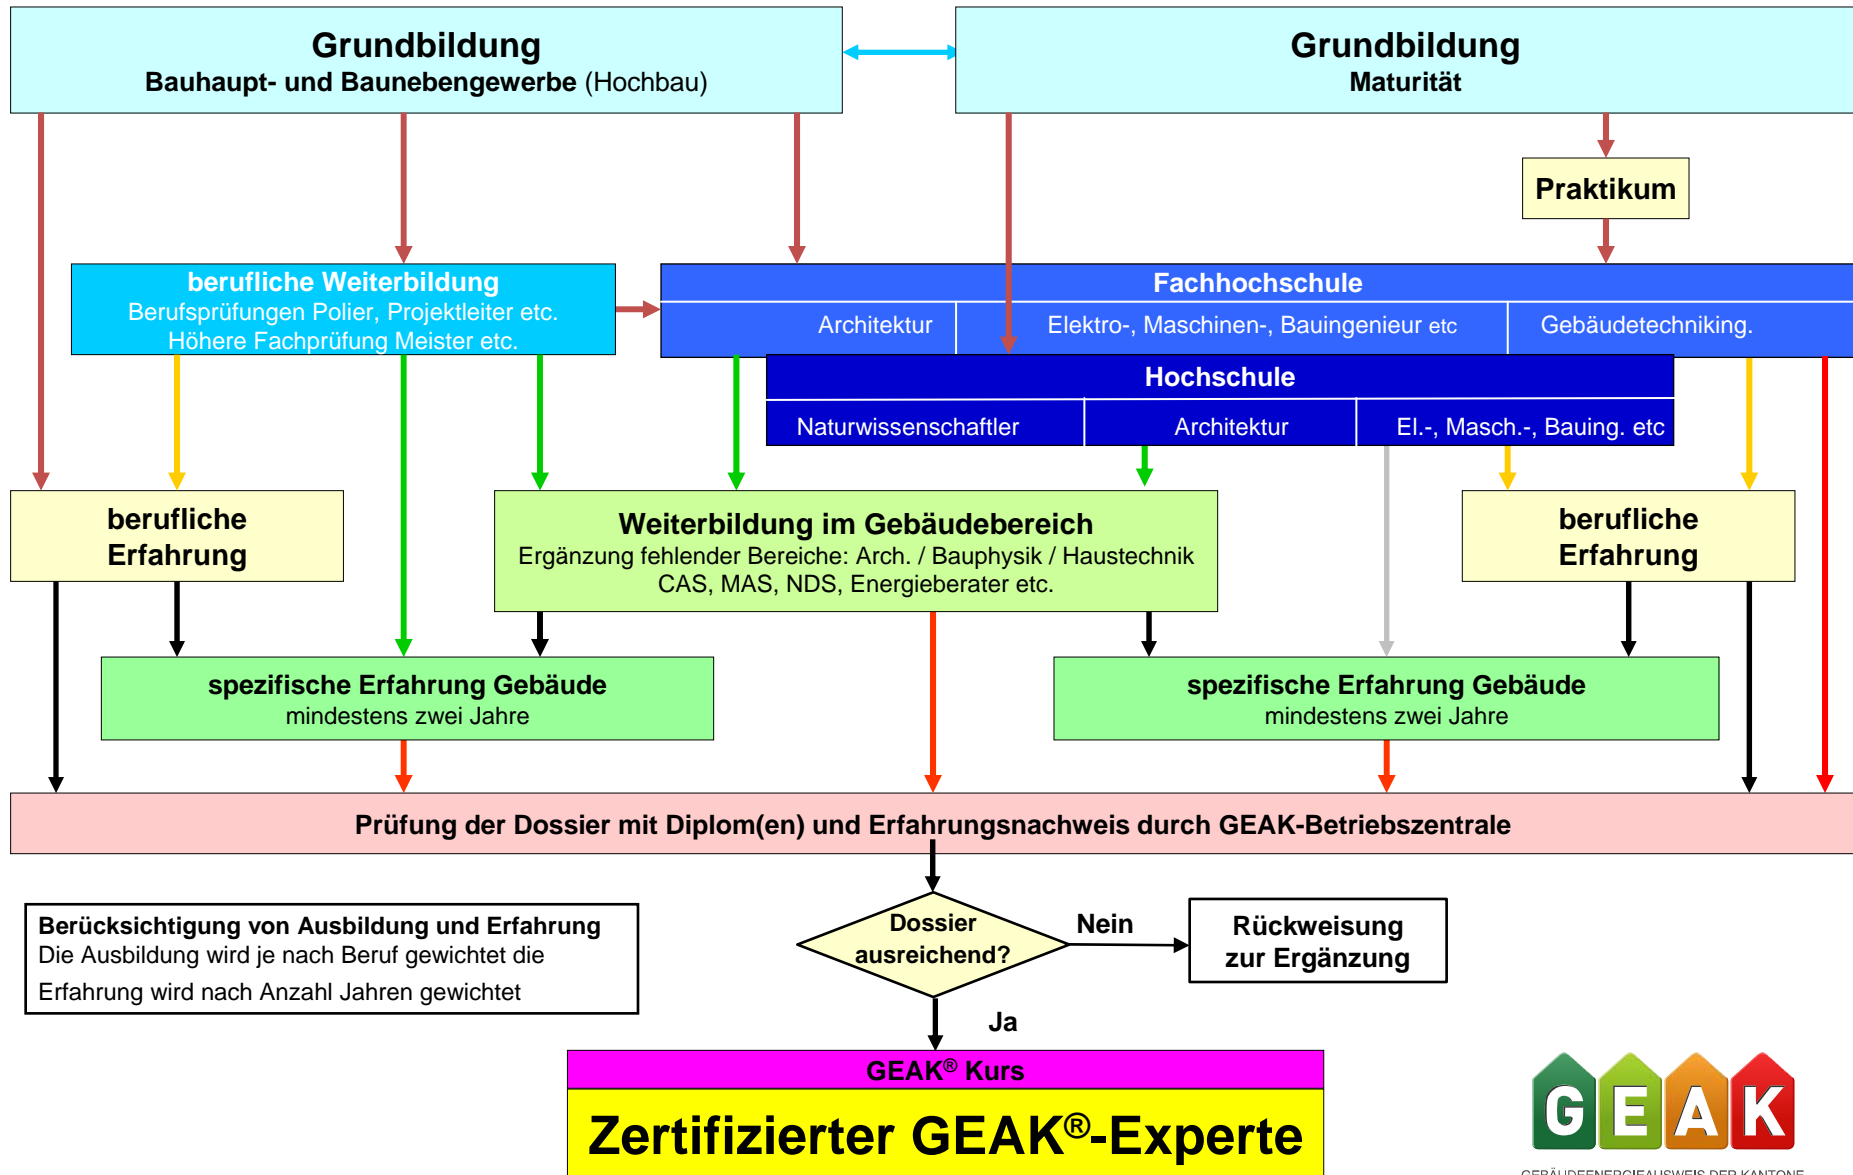 Grundbildung
Bauhaupt- und Baunebengewerbe (Hochbau)
Grundbildung
Maturität
Praktikum
berufliche Weiterbildung
Berufsprüfungen Polier, Projektleiter etc.
Höhere Fachprüfung Meister etc.
Fachhochschule
Architektur
Elektro-, Maschinen-, Bauingenieur etc
Gebäudetechniking.
Hochschule
Naturwissenschaftler
Architektur
El.-, Masch.-, Bauing. etc
berufliche
Erfahrung
Weiterbildung im Gebäudebereich
Ergänzung fehlender Bereiche: Arch. / Bauphysik / Haustechnik
CAS, MAS, NDS, Energieberater etc.
berufliche
Erfahrung
spezifische Erfahrung Gebäude
mindestens zwei Jahre
spezifische Erfahrung Gebäude
mindestens zwei Jahre
Prüfung der Dossier mit Diplom(en) und Erfahrungsnachweis durch GEAK-Betriebszentrale
Berücksichtigung von Ausbildung und Erfahrung
Die Ausbildung wird je nach Beruf gewichtet die
Erfahrung wird nach Anzahl Jahren gewichtet
Dossier
ausreichend?
Nein
Rückweisung
zur Ergänzung
Ja
GEAK® Kurs
Zertifizierter GEAK®-Experte
GEAK
GEBÄUDEENERGIEAUSWEIS DER KANTONE